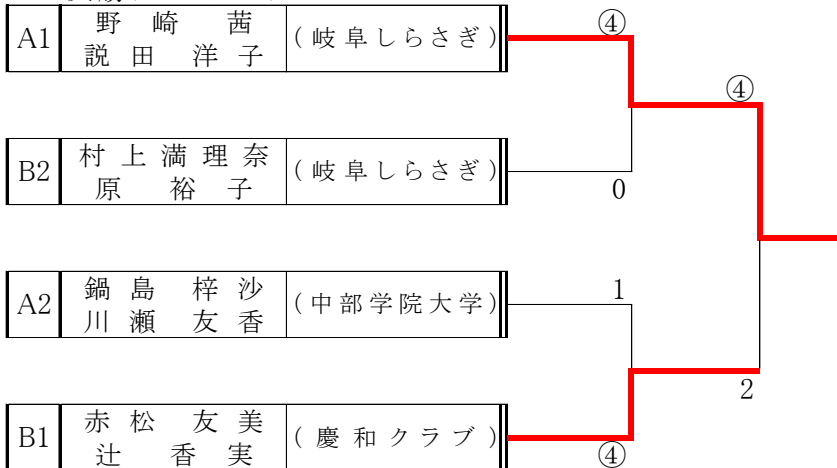 A1 野崎 茜 (岐阜しらさぎ) ④
説田 洋子
④
B2 村上満理奈 (岐阜しらさぎ) 0
原 裕子
A2 鍋島 梓沙 (中部学院大学) 1
川瀬 友香
2
B1 赤松 友美 (慶和クラブ) ④
辻 香実